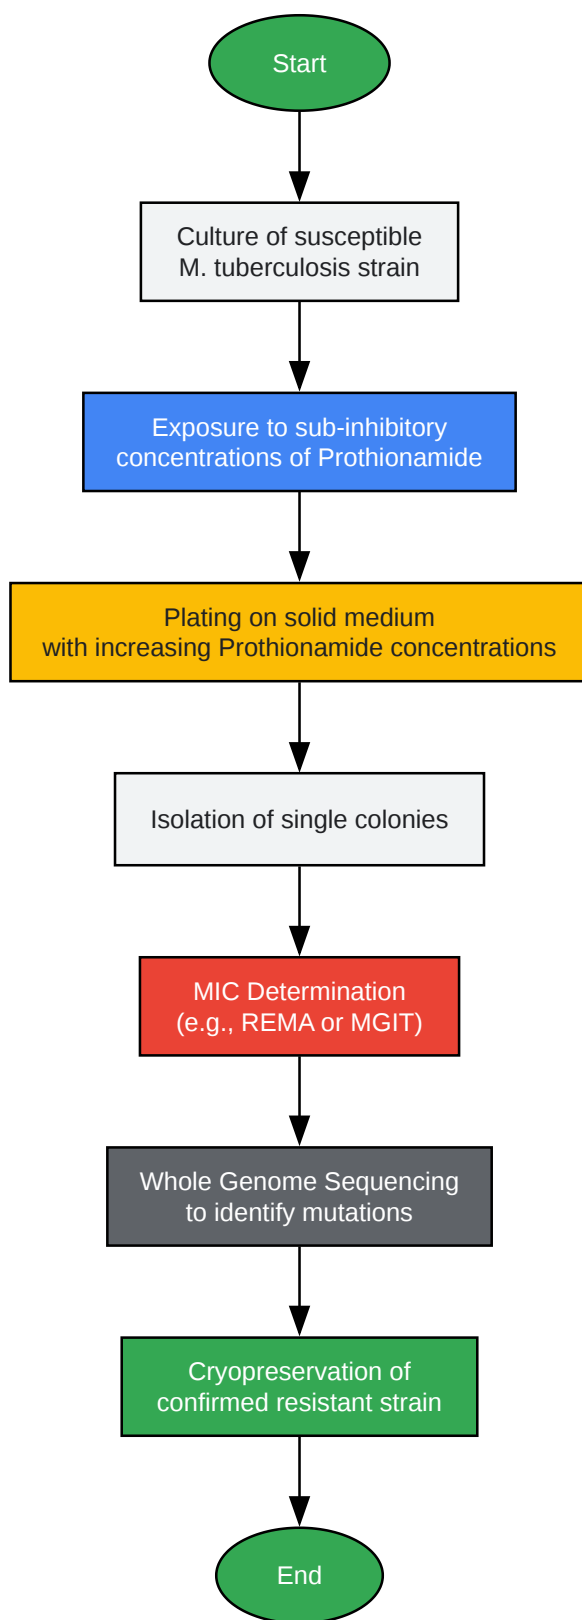 Start
Culture of susceptible
M. tuberculosis strain
Exposure to sub-inhibitory
concentrations of Prothionamide
Plating on solid medium
with increasing Prothionamide concentrations
Isolation of single colonies
MIC Determination
(e.g., REMA or MGIT)
Whole Genome Sequencing
to identify mutations
Cryopreservation of
confirmed resistant strain
End